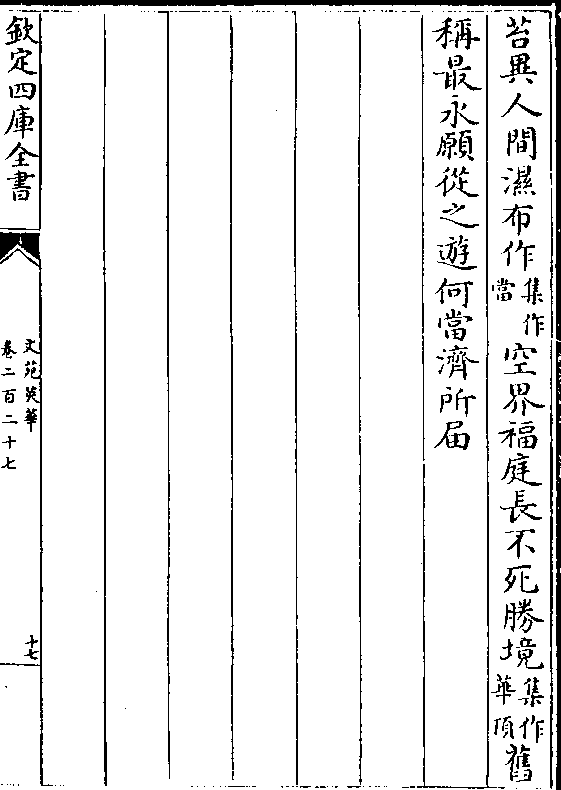 苔異人間濕布作集作當空界福庭長不死勝境集作華頂舊
稱最永願從之遊何當濟所届
欽定四庫全書
文苑英華
卷二百二十七
十七